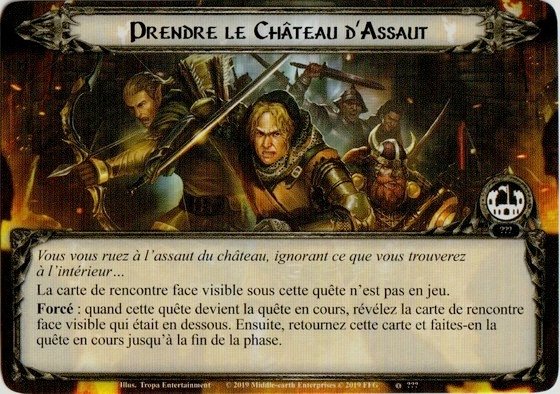 Prendre le Château d'Assaut
???
Vous vous ruez à l'assaut du château, ignorant ce que vous trouverez
à l'intérieur…
La carte de rencontre face visible sous cette quête n'est pas en jeu.
Forcé : quand cette quête devient la quête en cours, révélez la carte de rencontre
face visible qui était en dessous. Ensuite, retournez cette carte et faites-en la
quête en cours jusqu'à la fin de la phase.
Illus. Tropa Entertainment © 2019 Middle-earth Enterprises © 2019 FFG ???